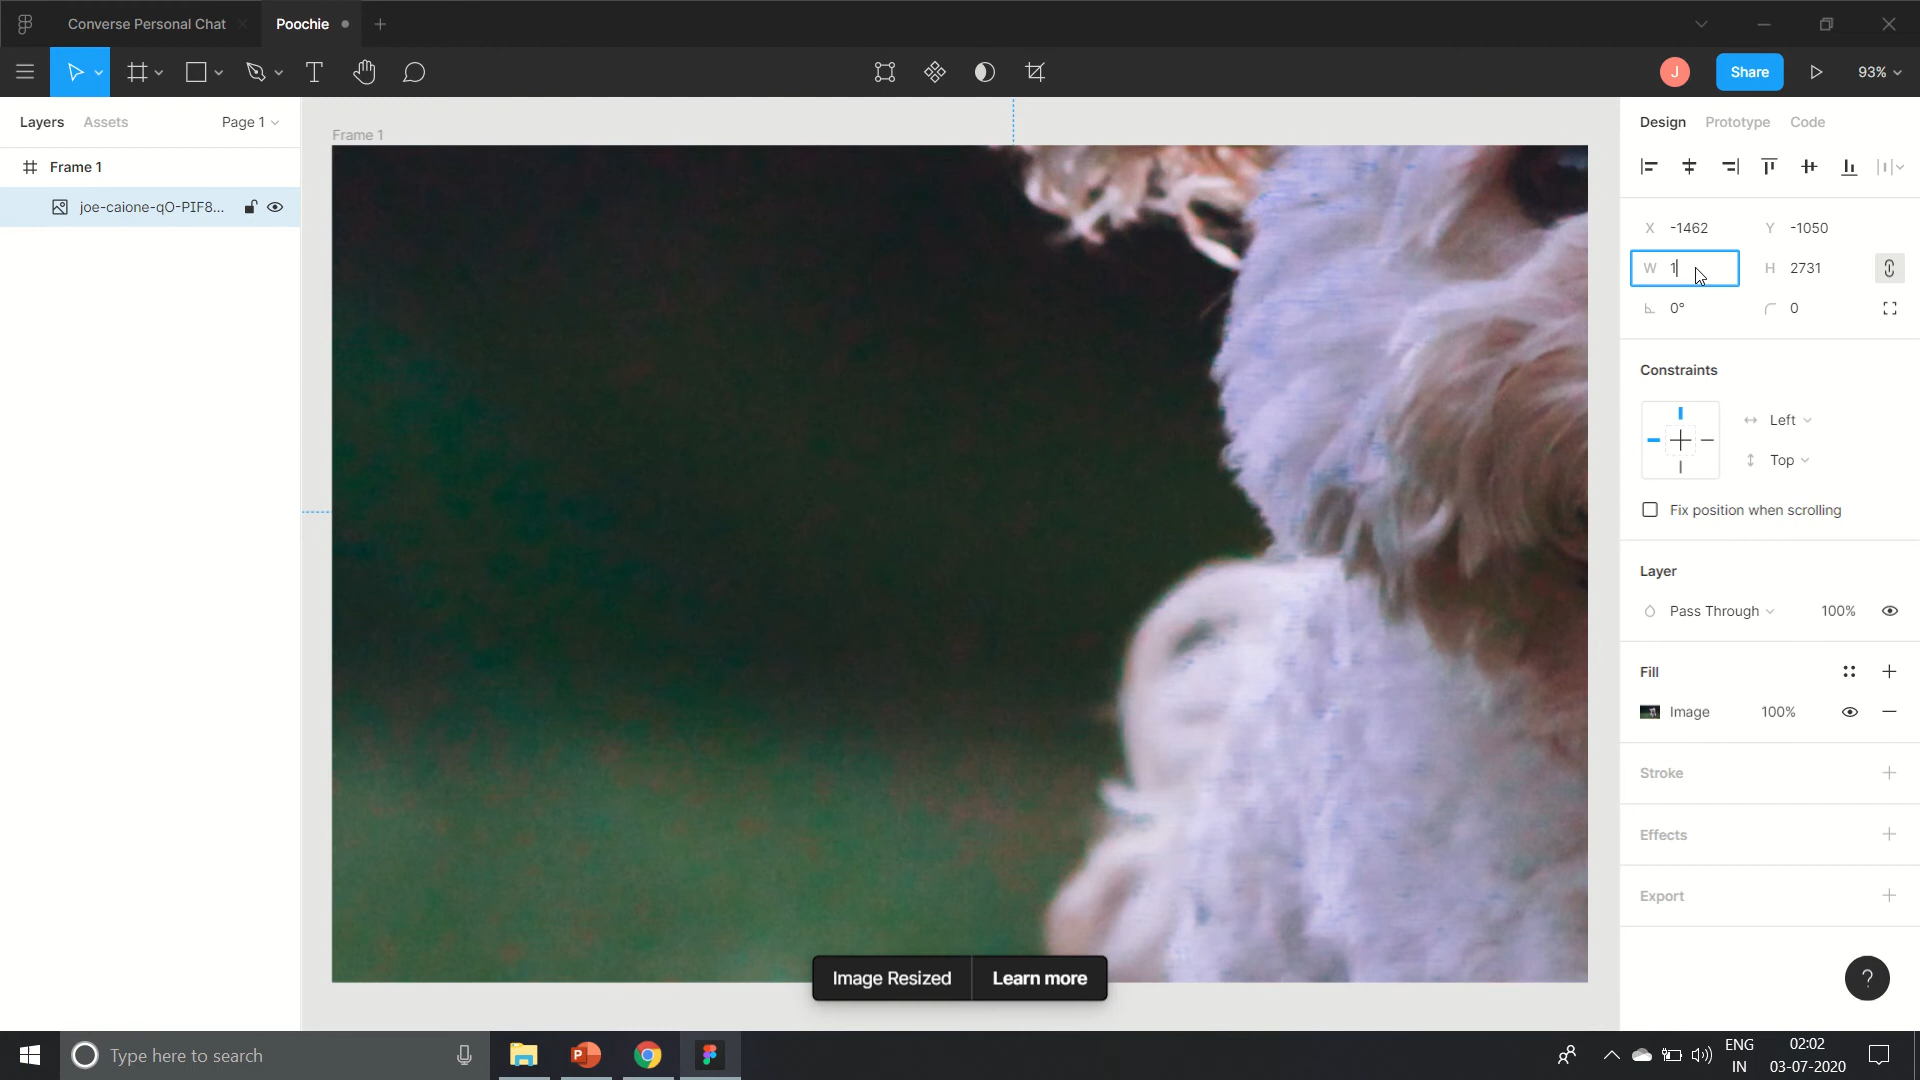 Converse Personal Chat
Poochie
Share
93%
J
Layers
Assets
Page 1
Frame 1
joe-caione-qO-PIF8...
Frame 1
Design
Prototype
Code
X -1462
Y -1050
W 1
H 2731
0°
0
Constraints
Left
Top
Fix position when scrolling
Layer
Pass Through
100%
Fill
Image
100%
Stroke
Effects
Export
?
Image Resized
Learn more
Type here to search
ENG
IN
02:02
03-07-2020